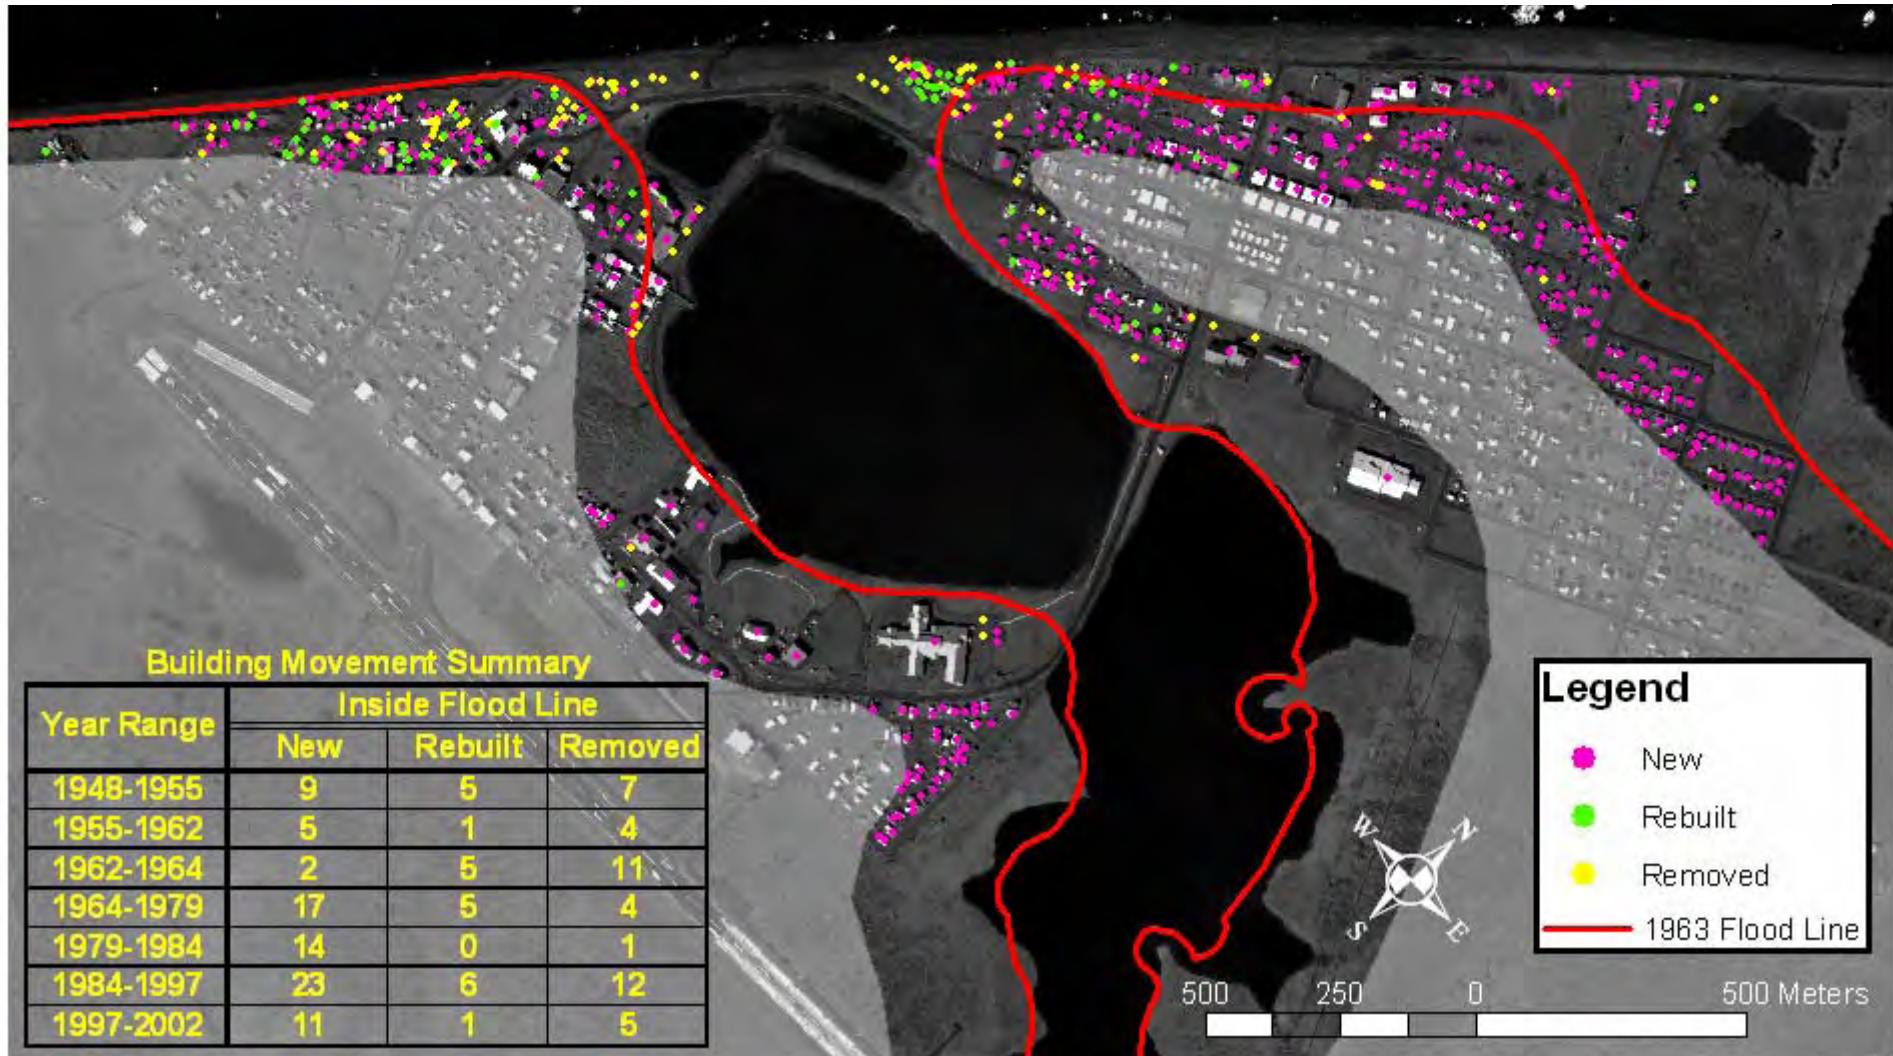 Building Movement Summary
Year Range Inside Flood Line
New Rebuilt Removed
1948-1955 9 5 7
1955-1962 5 1 4
1962-1964 2 5 11
1964-1979 17 5 4
1979-1984 14 0 1
1984-1997 23 6 12
1997-2002 11 1 5
Legend
New
Rebuilt
Removed
1963 Flood Line
W N
S E
500 250 0 500 Meters